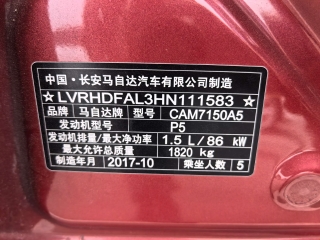 中国·长安马自达汽车有限公司制造
★LVRHDFAL3HN111583☆
品牌 马自达牌 型号 CAM7150A5
发动机型号 P5
发动机排量/最大净功率 1.5 L/ 86 kW
最大允许总质量 1820 kg
制造年月 2017-10 乘坐人数 5